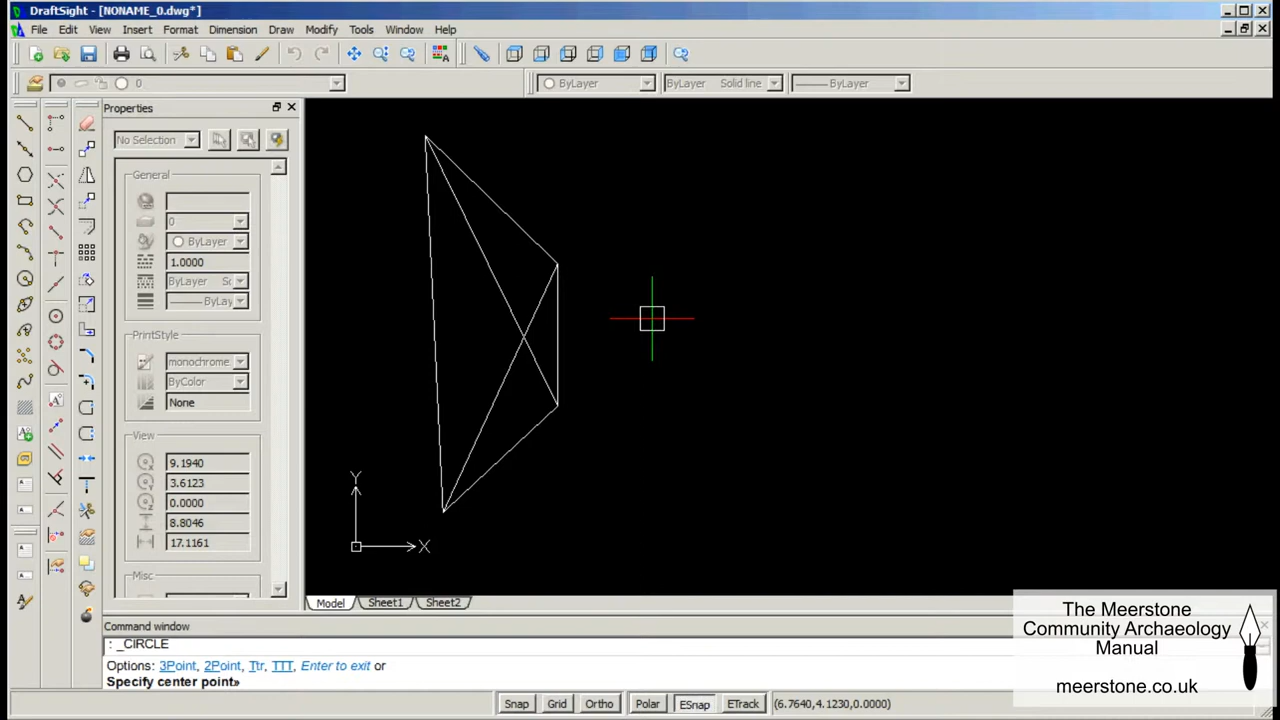 DraftSight - [NONAME_0.dwg*]
File Edit View Insert Format Dimension Draw Modify Tools Window Help
0
ByLayer
ByLayer Solid line
ByLayer
Properties
No Selection
General
0
ByLayer
1.0000
ByLayer
ByLay
PrintStyle
monochrome
ByColor
None
View
9.1940
3.6123
0.0000
8.8046
17.1161
Misc
Y
X
Model Sheet1 Sheet2
Command window
: _CIRCLE
Options: 3Point, 2Point, Ttr, TTT, Enter to exit or
Specify center point»
Snap Grid Ortho Polar ESnap ETrack (6.7640,4.1230,0.0000)
The Meerstone
Community Archaeology
Manual
meerstone.co.uk